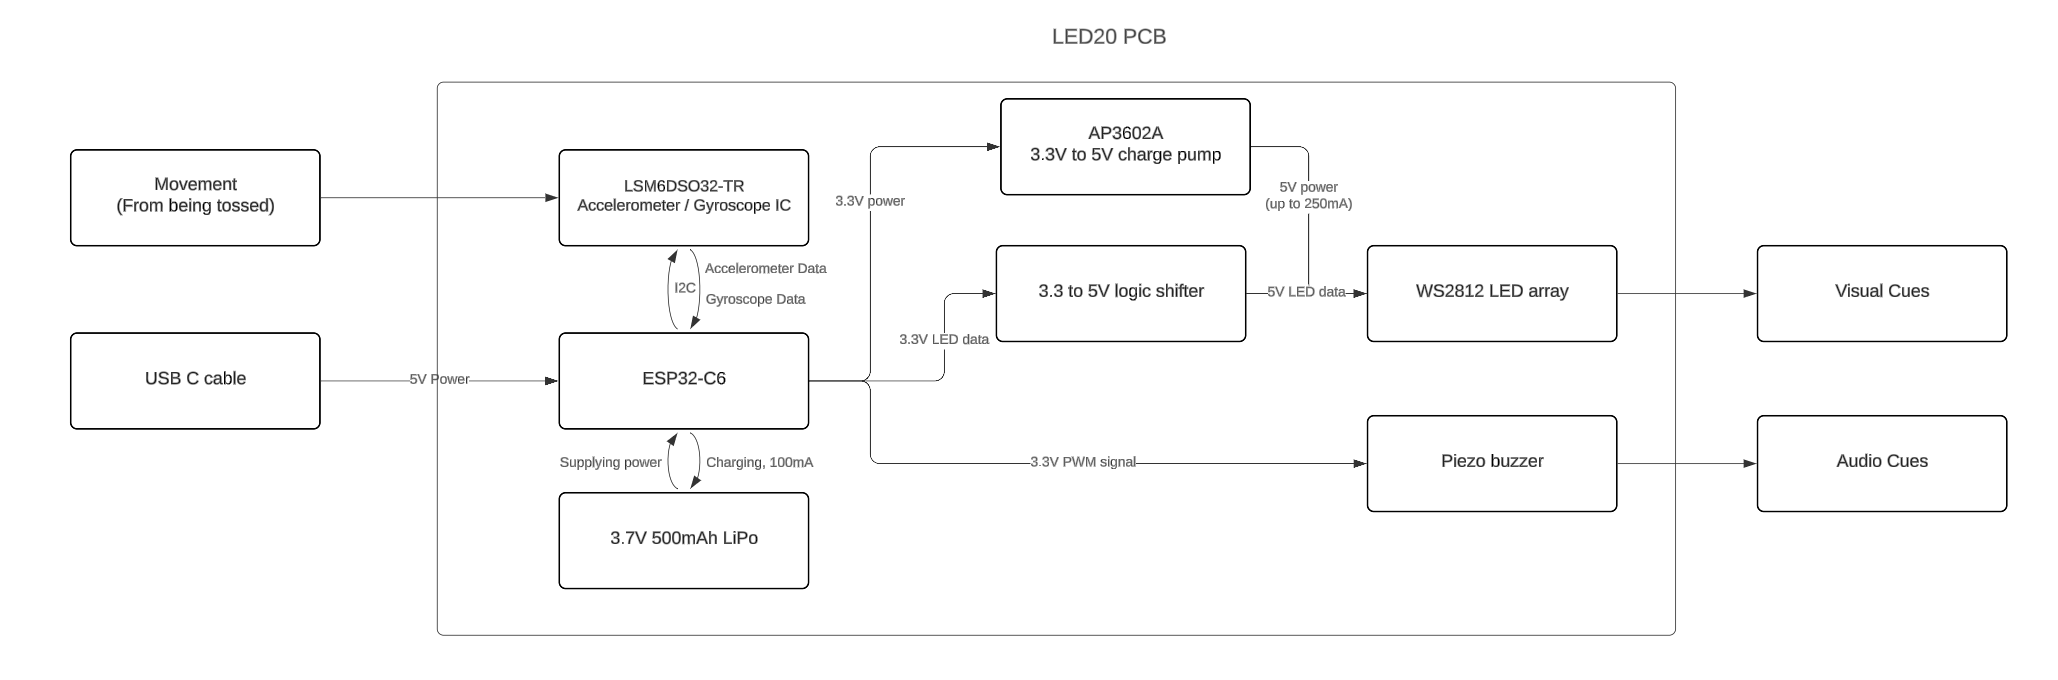 LED20 PCB
Movement
(From being tossed)
LSM6DSO32-TR
Accelerometer / Gyroscope IC
AP3602A
3.3V to 5V charge pump
3.3V power
5V power
(up to 250mA)
I2C
Accelerometer Data
Gyroscope Data
3.3 to 5V logic shifter
5V LED data
WS2812 LED array
Visual Cues
3.3V LED data
USB C cable
5V Power
ESP32-C6
Supplying power
Charging, 100mA
3.3V PWM signal
Piezo buzzer
Audio Cues
3.7V 500mAh LiPo